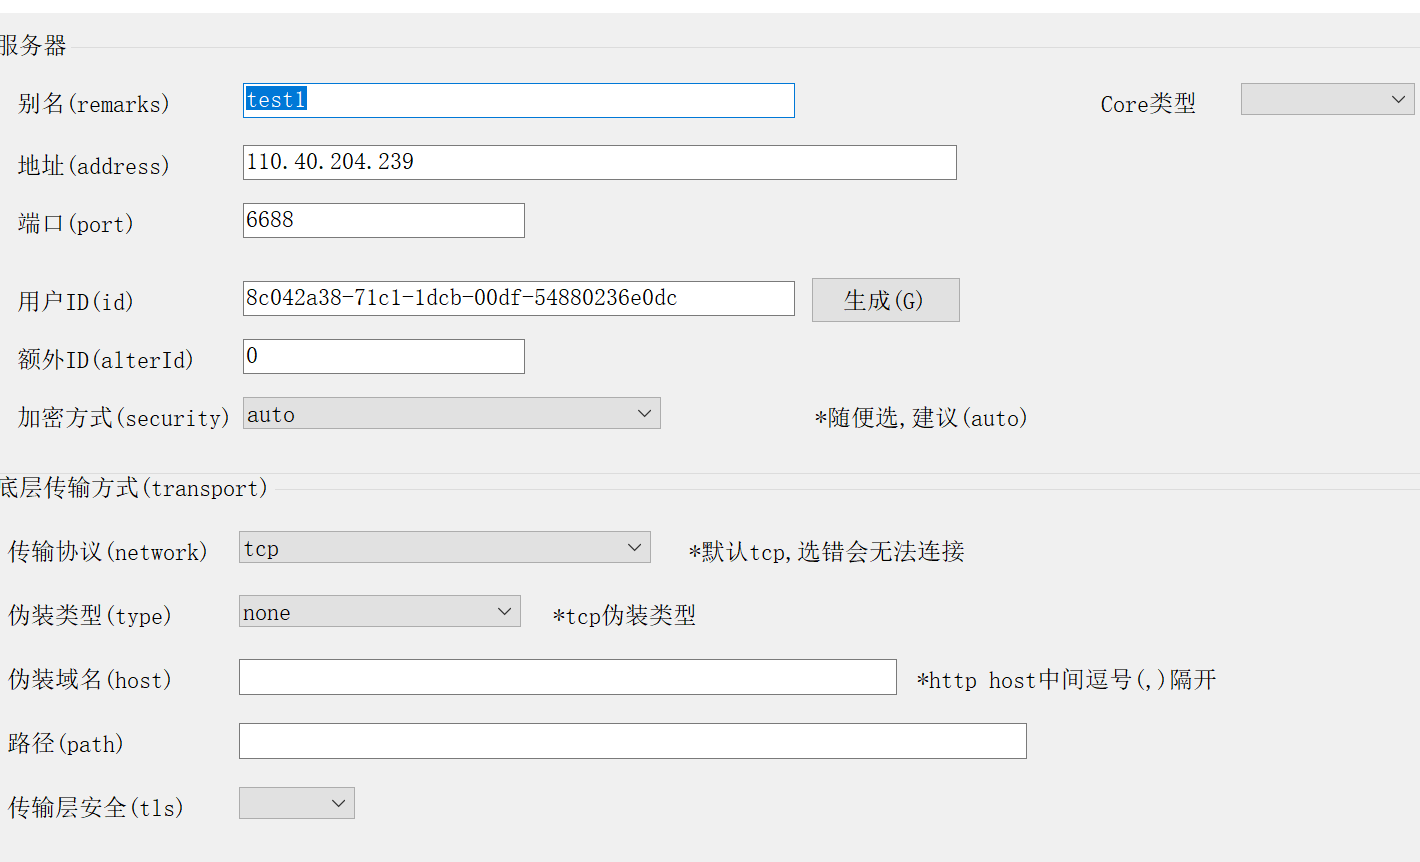 服务器
别名(remarks) test1 Core类型
地址(address) 110.40.204.239
端口(port) 6688
用户ID(id) 8c042a38-71c1-1dcb-00df-54880236e0dc 生成(G)
额外ID(alterId) 0
加密方式(security) auto *随便选,建议(auto)
底层传输方式(transport)
传输协议(network) tcp *默认tcp,选错会无法连接
伪装类型(type) none *tcp伪装类型
伪装域名(host) *http host中间逗号(,)隔开
路径(path)
传输层安全(tls)